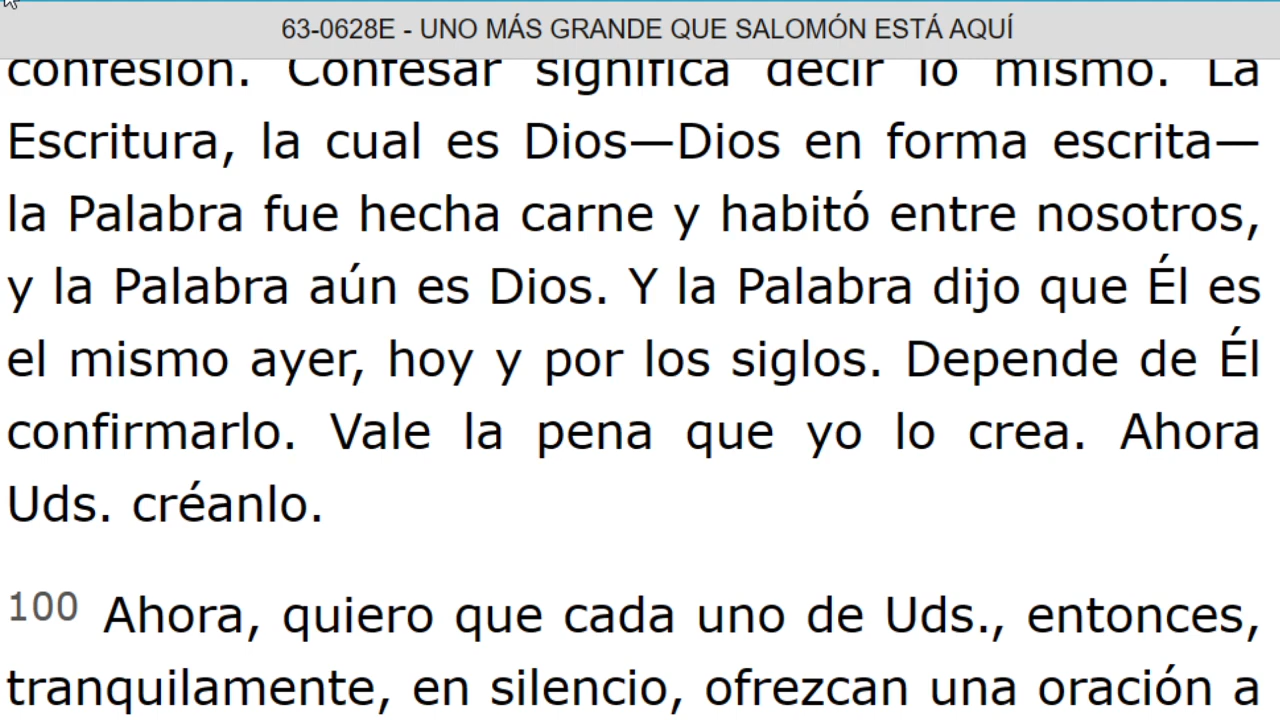 63-0628E - UNO MÁS GRANDE QUE SALOMÓN ESTÁ AQUÍ
confesión. Confesar significa decir lo mismo. La
Escritura, la cual es Dios—Dios en forma escrita—
la Palabra fue hecha carne y habitó entre nosotros,
y la Palabra aún es Dios. Y la Palabra dijo que Él es
el mismo ayer, hoy y por los siglos. Depende de Él
confirmarlo. Vale la pena que yo lo crea. Ahora
Uds. créanlo.
100 Ahora, quiero que cada uno de Uds., entonces,
tranquilamente, en silencio, ofrezcan una oración a